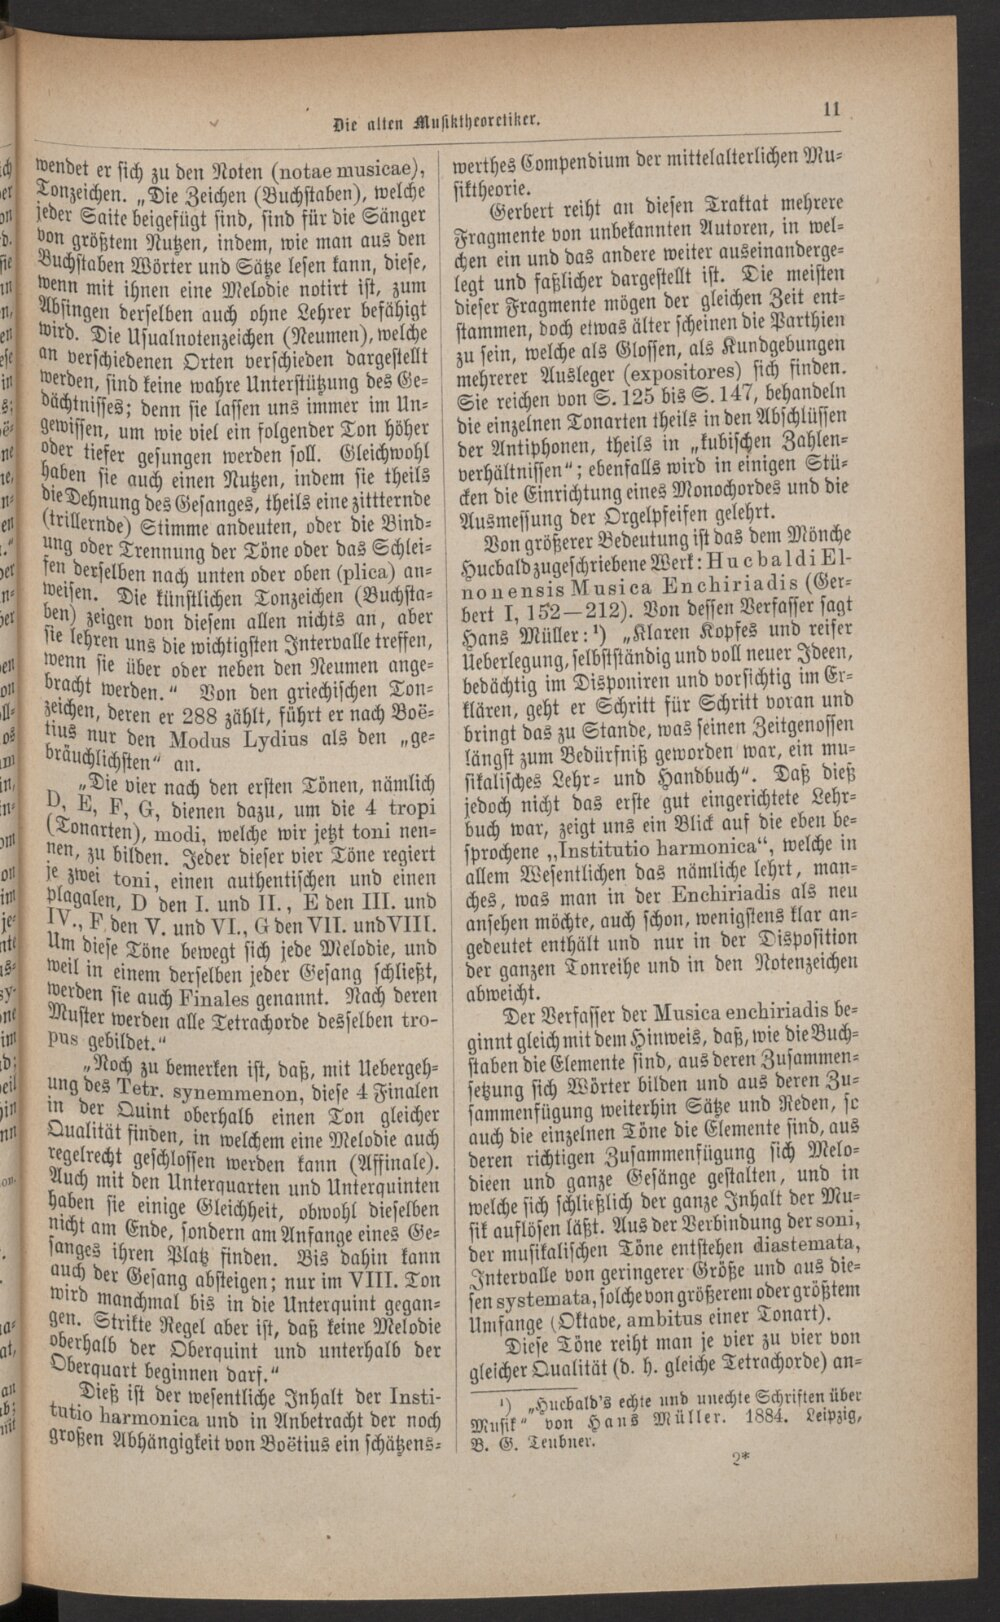 Die alten Musiktheoretiker.
11
wendet er sich zu den Noten (notae musicae),
Tonzeichen. „Die Zeichen (Buchstaben), welche
jeder Saite beigefügt sind, sind für die Sänger
von größtem Nutzen, indem, wie man aus den
Buchstaben Wörter und Sätze lesen kann, diese,
wenn mit ihnen eine Melodie notirt ist, zum
Absingen derselben auch ohne Lehrer befähigt
wird. Die Usualnotenzeichen (Neumen), welche
an verschiedenen Orten verschieden dargestellt
werden, sind keine wahre Unterstützung des Ge-
dächtnisses; denn sie lassen uns immer im Un-
gewissen, um wie viel ein folgender Ton höher
oder tiefer gesungen werden soll. Gleichwohl
haben sie auch einen Nutzen, indem sie theils
die Dehnung des Gesanges, theils eine zittternde
(trillernde) Stimme andeuten, oder die Bind-
ung oder Trennung der Töne oder das Schlei-
fen derselben nach unten oder oben (plica) an-
weisen. Die künstlichen Tonzeichen (Buchsta-
ben) zeigen von diesem allen nichts an, aber
sie lehren uns die wichtigsten Intervalle treffen,
wenn sie über oder neben den Neumen ange-
bracht werden.“ Von den griechischen Ton-
zeichen, deren er 288 zählt, führt er nach Boë-
tius nur den Modus Lydius als den „ge-
bräuchlichsten“ an.
„Die vier nach den ersten Tönen, nämlich
D, E, F, G, dienen dazu, um die 4 tropi
(Tonarten), modi, welche wir jetzt toni nen-
nen, zu bilden. Jeder dieser vier Töne regiert
je zwei toni, einen authentischen und einen
plagalen, D den I. und II., E den III. und
IV., F den V. und VI., G den VII. und VIII.
Um diese Töne bewegt sich jede Melodie, und
weil in einem derselben jeder Gesang schließt,
werden sie auch Finales genannt. Nach deren
Muster werden alle Tetrachorde desselben tro-
pus gebildet.“
„Noch zu bemerken ist, daß, mit Uebergeh-
ung des Tetr. synemmenon, diese 4 Finalen
in der Quint oberhalb einen Ton gleicher
Qualität finden, in welchem eine Melodie auch
regelrecht geschlossen werden kann (Affinale).
Auch mit den Unterquarten und Unterquinten
haben sie einige Gleichheit, obwohl dieselben
nicht am Ende, sondern am Anfange eines Ge-
sanges ihren Platz finden. Bis dahin kann
auch der Gesang absteigen; nur im VIII. Ton
wird manchmal bis in die Unterquint gegan-
gen. Strikte Regel aber ist, daß keine Melodie
oberhalb der Oberquint und unterhalb der
Oberquart beginnen darf.“
Dieß ist der wesentliche Inhalt der Insti-
tutio harmonica und in Anbetracht der noch
großen Abhängigkeit von Boëtius ein schätzens-
werthes Compendium der mittelalterlichen Mu-
siktheorie.
Gerbert reiht an diesen Traktat mehrere
Fragmente von unbekannten Autoren, in wel-
chen ein und das andere weiter auseinanderge-
legt und faßlicher dargestellt ist. Die meisten
dieser Fragmente mögen der gleichen Zeit ent-
stammen, doch etwas älter scheinen die Parthien
zu sein, welche als Glossen, als Kundgebungen
mehrerer Ausleger (expositores) sich finden.
Sie reichen von S. 125 bis S. 147, behandeln
die einzelnen Tonarten theils in den Abschlüssen
der Antiphonen, theils in „kubischen Zahlen-
verhältnissen“; ebenfalls wird in einigen Stü-
cken die Einrichtung eines Monochordes und die
Ausmessung der Orgelpfeifen gelehrt.
Von größerer Bedeutung ist das dem Mönche
Hucbald zugeschriebene Werk: Hucbaldi El-
nonensis Musica Enchiriadis (Ger-
bert I, 152—212). Von dessen Verfasser sagt
Hans Müller:¹) „Klaren Kopfes und reifer
Ueberlegung, selbstständig und voll neuer Ideen,
bedächtig im Disponiren und vorsichtig im Er-
klären, geht er Schritt für Schritt voran und
bringt das zu Stande, was seinen Zeitgenossen
längst zum Bedürfniß geworden war, ein mu-
sikalisches Lehr- und Handbuch“. Daß dieß
jedoch nicht das erste gut eingerichtete Lehr-
buch war, zeigt uns ein Blick auf die eben be-
sprochene „Institutio harmonica“, welche in
allem Wesentlichen das nämliche lehrt, man-
ches, was man in der Enchiriadis als neu
ansehen möchte, auch schon, wenigstens klar an-
gedeutet enthält und nur in der Disposition
der ganzen Tonreihe und in den Notenzeichen
abweicht.
Der Verfasser der Musica enchiriadis be-
ginnt gleich mit dem Hinweis, daß, wie die Buch-
staben die Elemente sind, aus deren Zusammen-
setzung sich Wörter bilden und aus deren Zu-
sammenfügung weiterhin Sätze und Reden, so
auch die einzelnen Töne die Elemente sind, aus
deren richtigen Zusammenfügung sich Melo-
dieen und ganze Gesänge gestalten, und in
welche sich schließlich der ganze Inhalt der Mu-
sik auflösen läßt. Aus der Verbindung der soni,
der musikalischen Töne entstehen diastemata,
Intervalle von geringerer Größe und aus die-
sen systemata, solche von größerem oder größtem
Umfange (Oktave, ambitus einer Tonart).
Diese Töne reiht man je vier zu vier von
gleicher Qualität (d. h. gleiche Tetrachorde) an-
¹) „Hucbald's echte und unechte Schriften über
Musik“ von Hans Müller. 1884. Leipzig,
B. G. Teubner.
2*